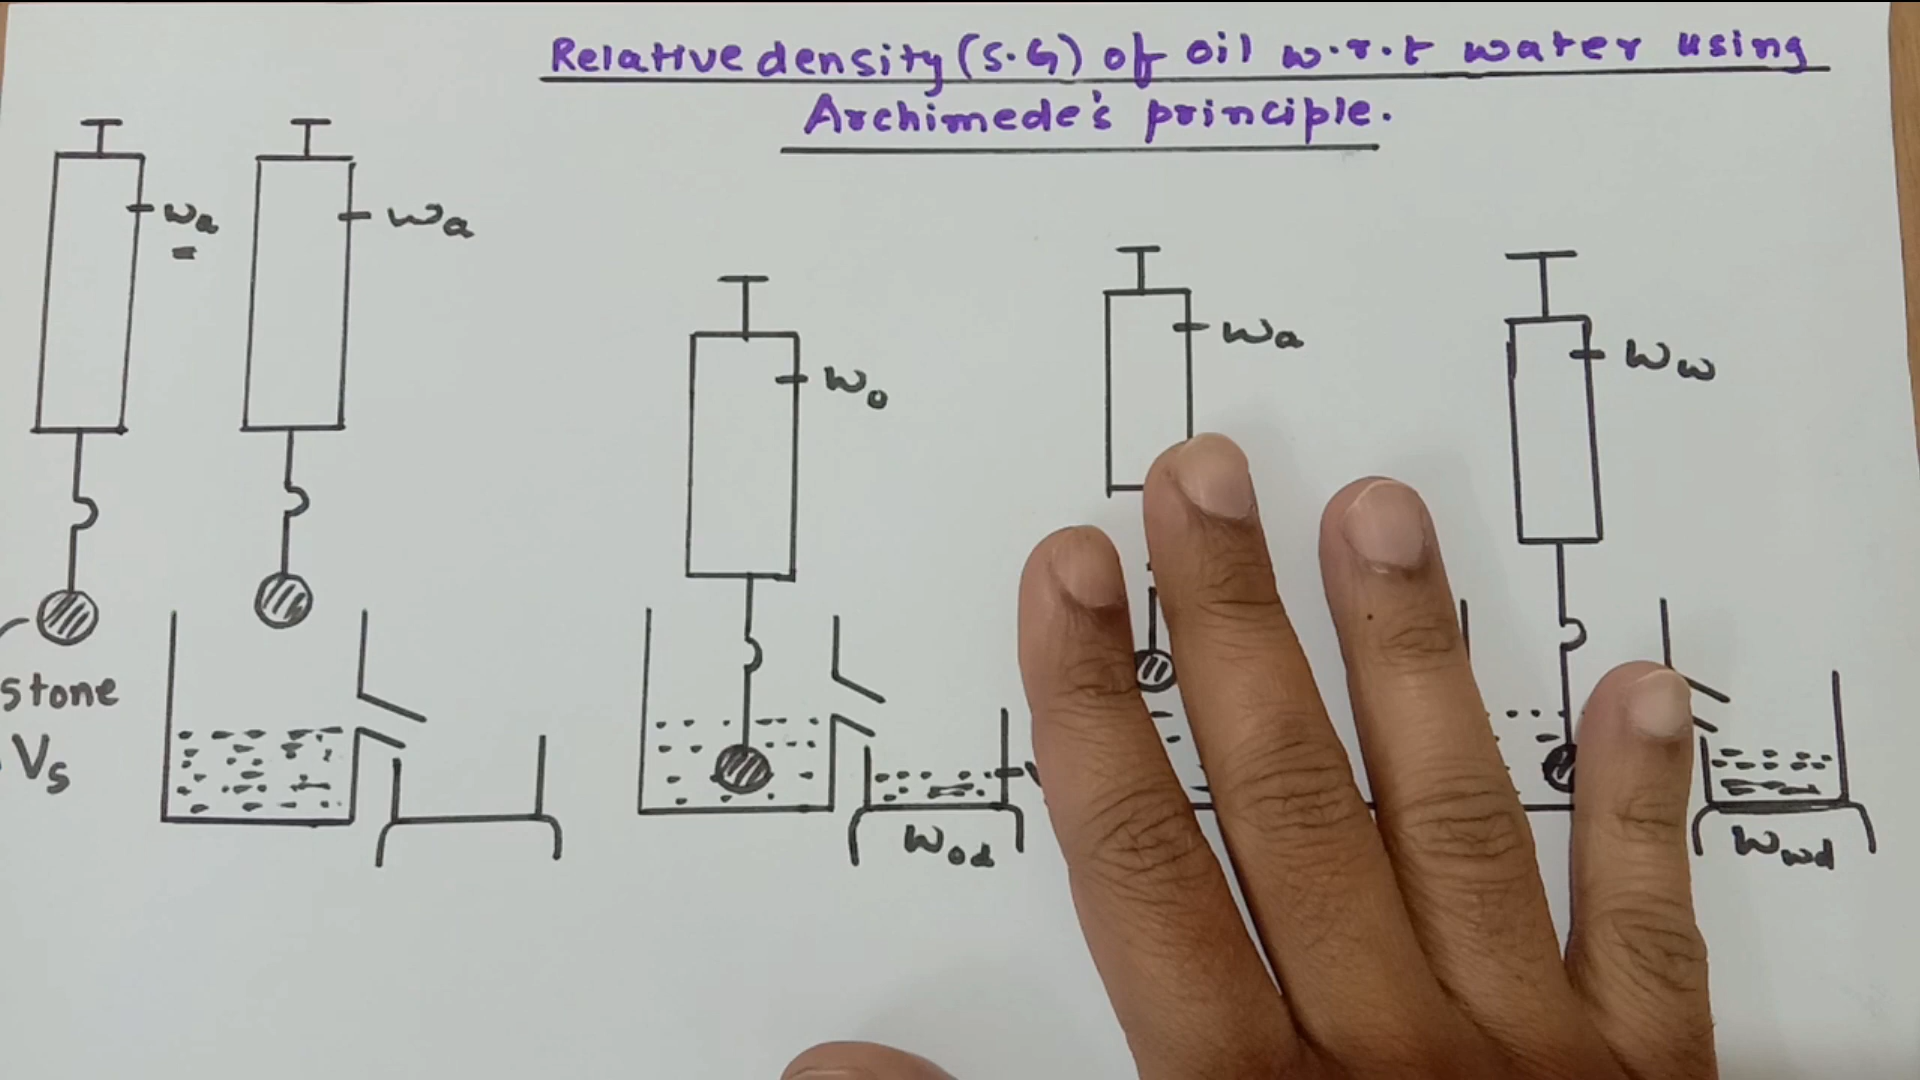 Relative density (S.G) of oil w.r.t water using
Archimede's principle.
Wa
Wa
Wo
Wa
Ww
stone
Vs
Wod
Wwd